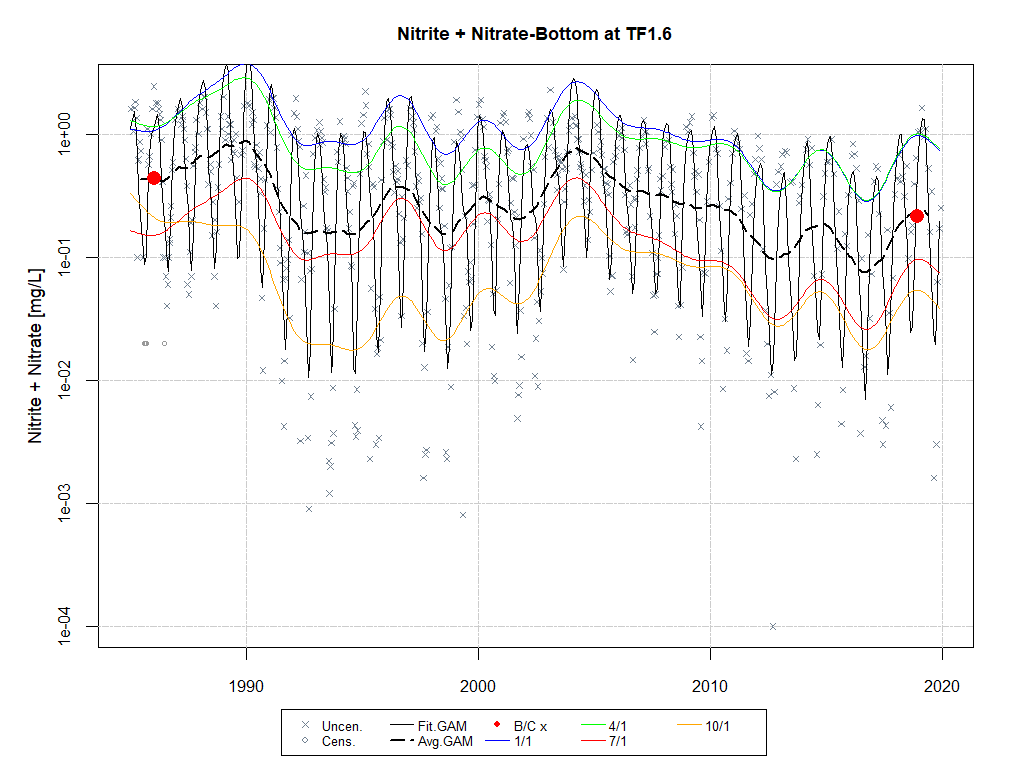 Nitrite + Nitrate-Bottom at TF1.6
Nitrite + Nitrate [mg/L]
1e+00
1e-01
1e-02
1e-03
1e-04
1990 2000 2010 2020
Uncen. Fit.GAM B/C x 4/1 10/1
Cens. Avg.GAM 1/1 7/1